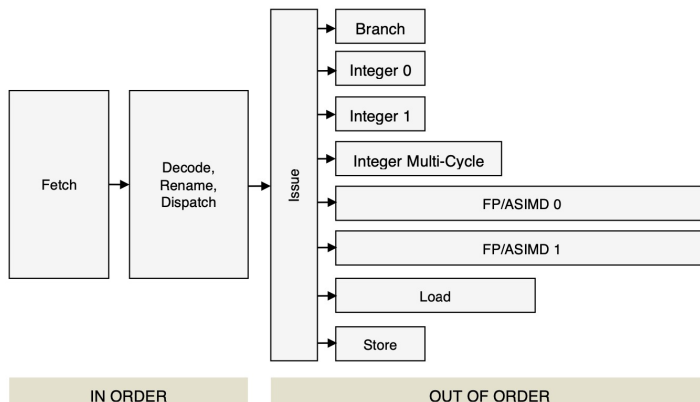 Fetch
Decode,
Rename,
Dispatch
Issue
Branch
Integer 0
Integer 1
Integer Multi-Cycle
FP/ASIMD 0
FP/ASIMD 1
Load
Store
IN ORDER
OUT OF ORDER